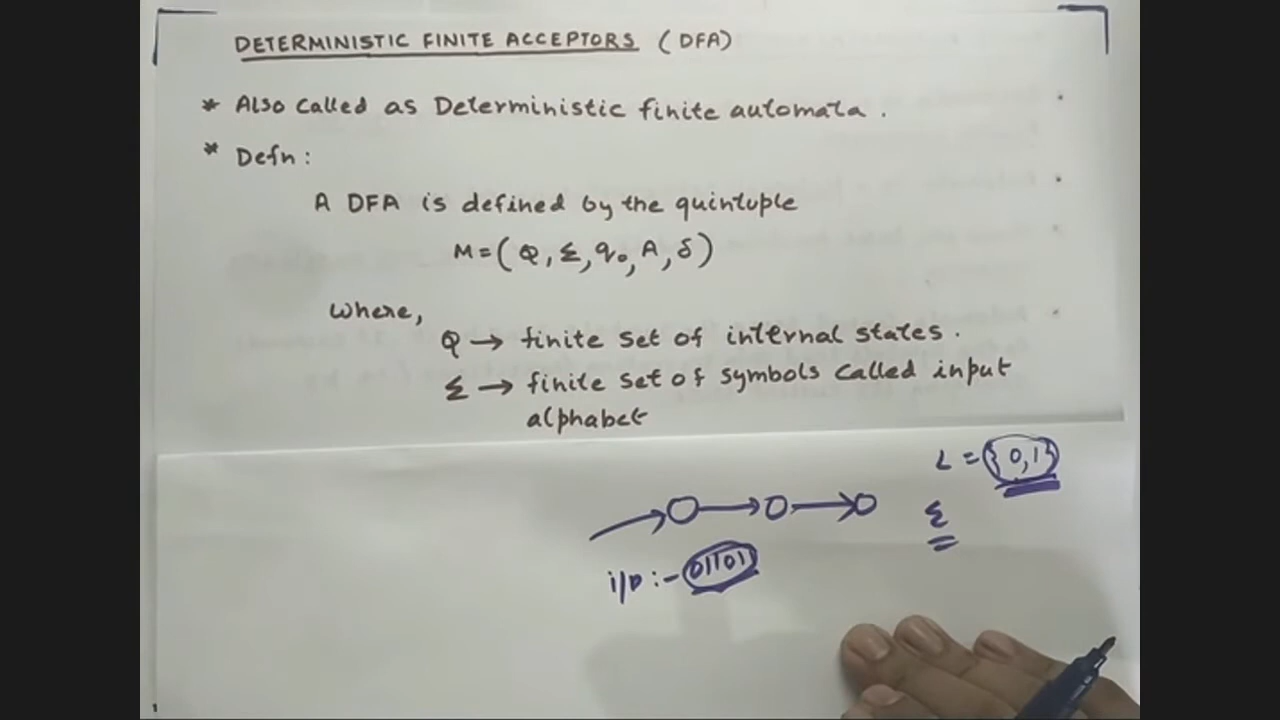 DETERMINISTIC FINITE ACCEPTORS (DFA)
* Also called as Deterministic finite automata.
* Defn:
A DFA is defined by the quintuple
M=(Q, Σ, q₀, A, δ)
where,
Q → finite set of internal states.
Σ → finite set of symbols called input
alphabet
L = {0,1}
Σ
i/p :- 01101